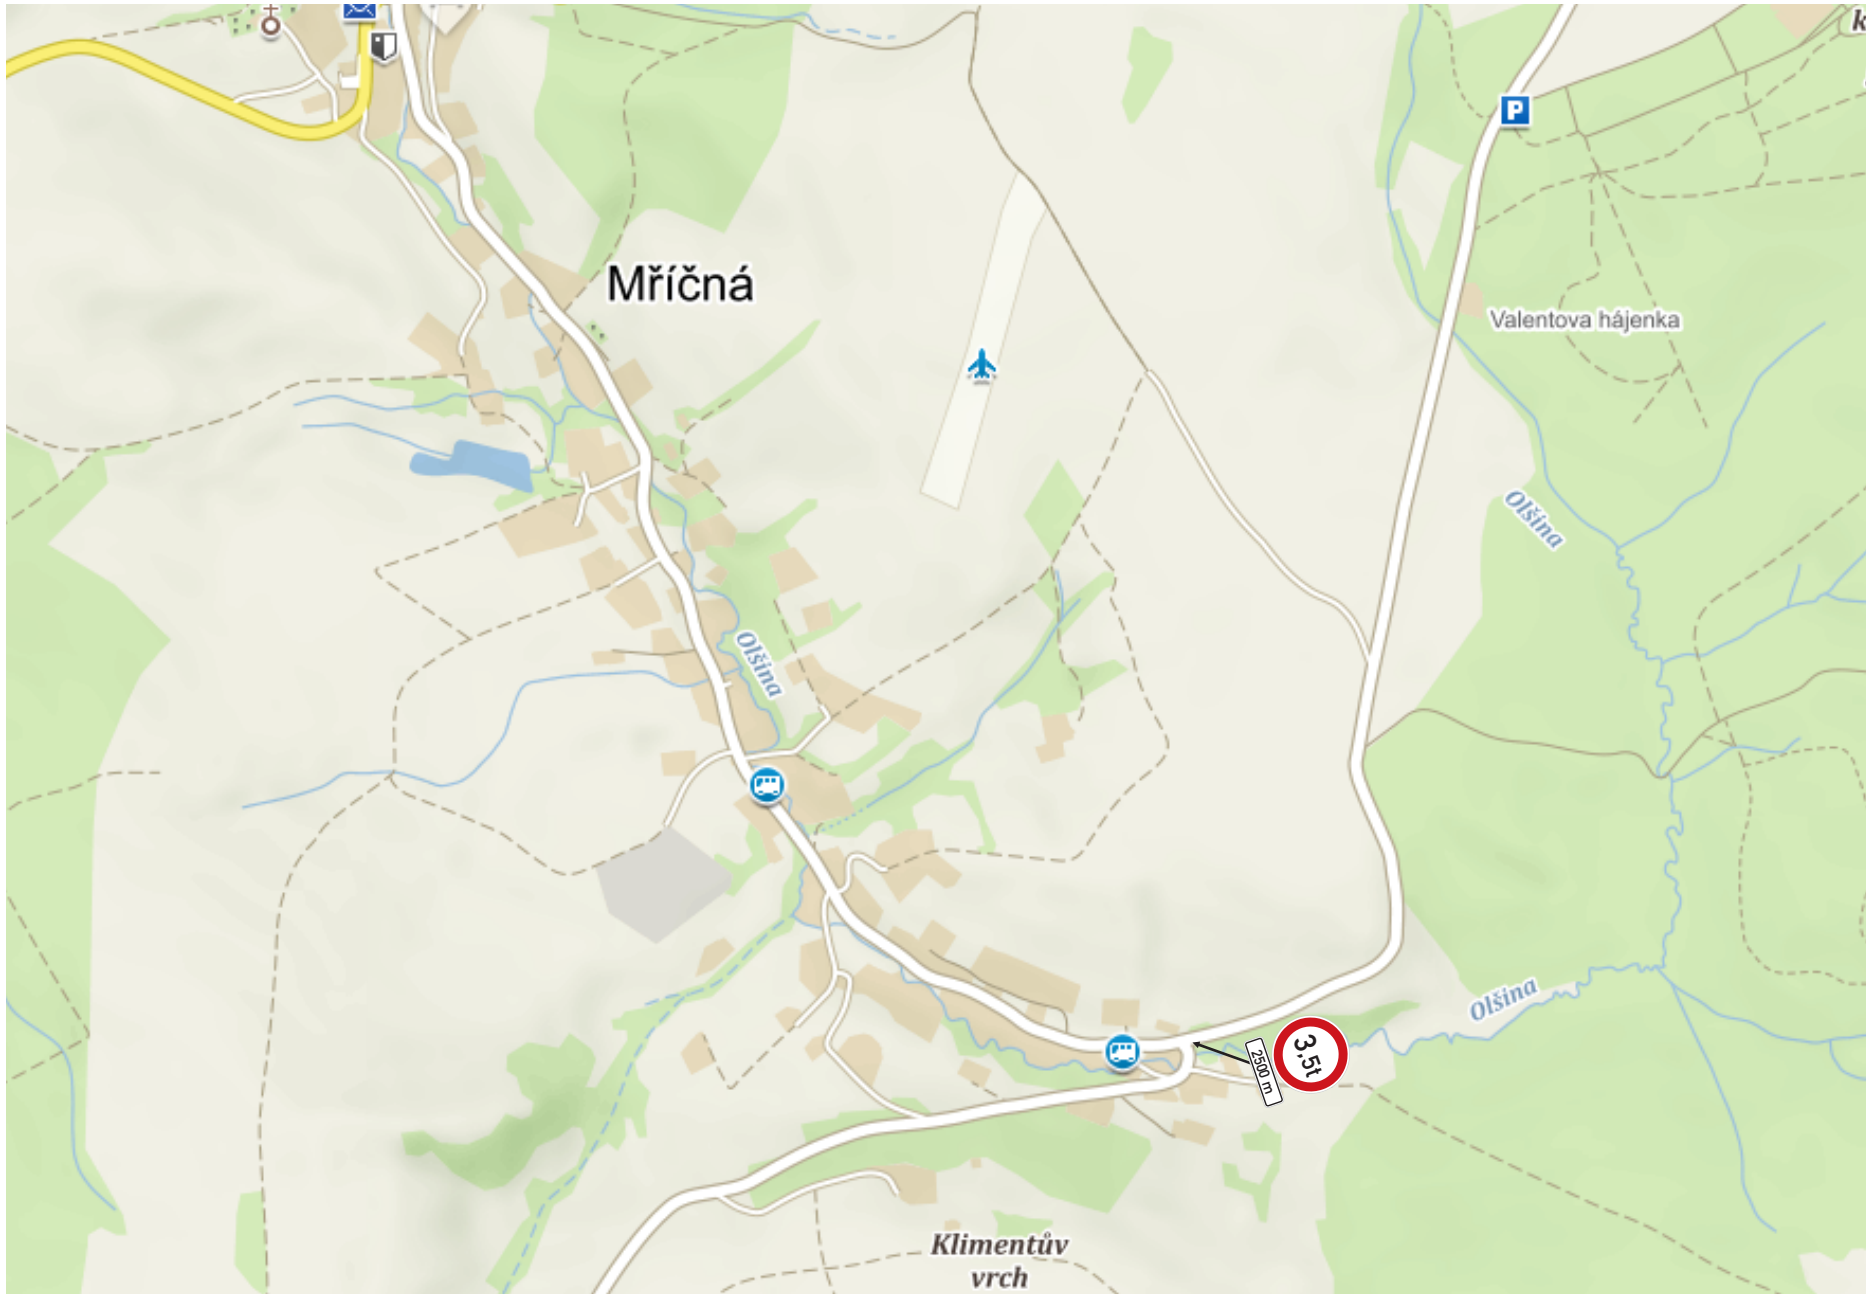 k
P
Mříčná
Valentova hájenka
Olšina
Olšina
Olšina
3,5t
2500 m
Klimentův
vrch